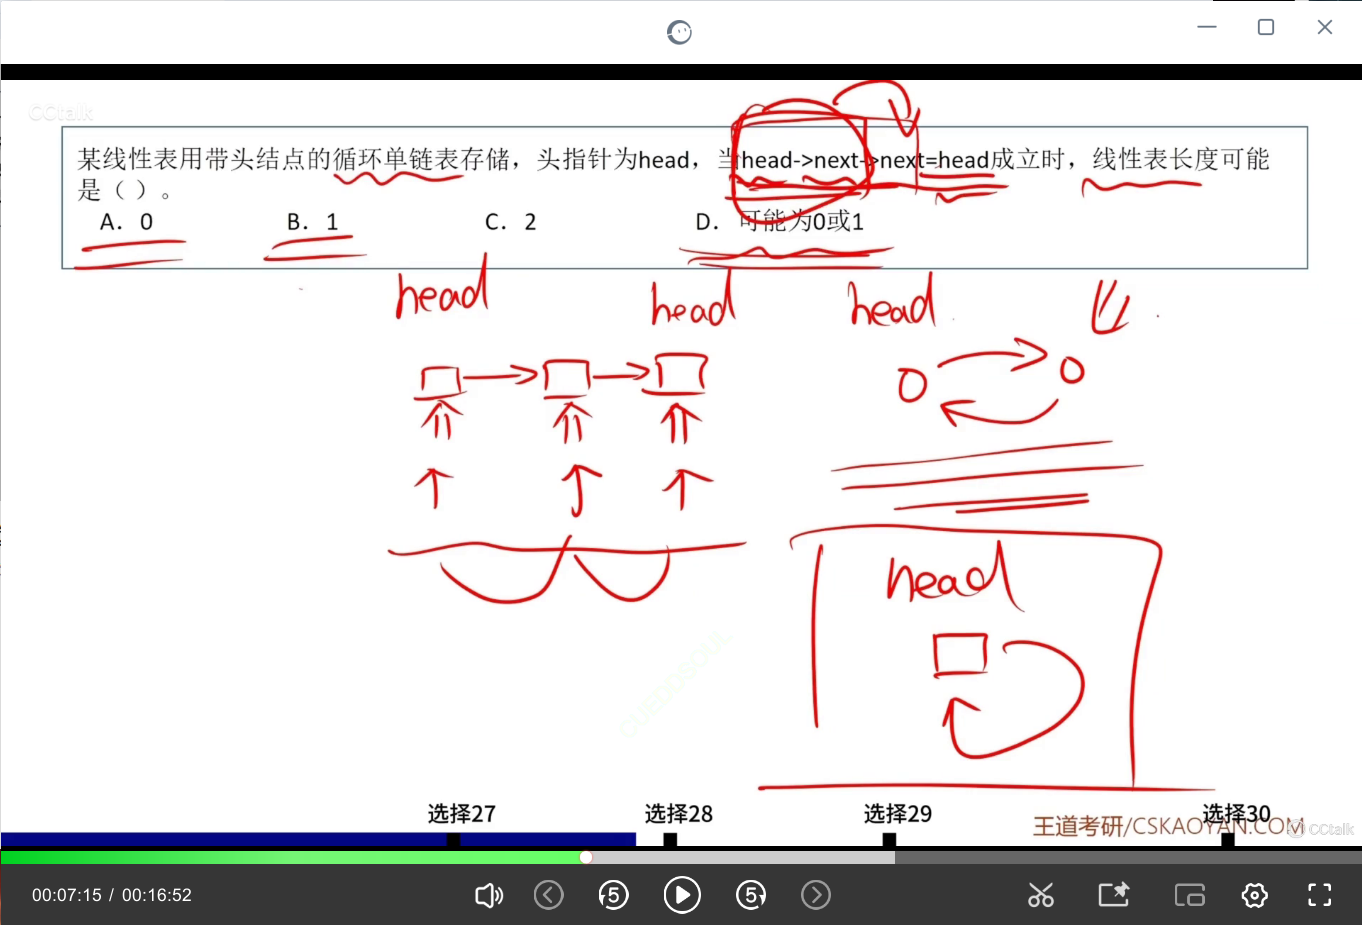 CCtalk
某线性表用带头结点的循环单链表存储，头指针为head，当head->next->next=head成立时，线性表长度可能
是（ ）。
A. 0 B. 1 C. 2 D. 可能为0或1
head head head
head
选择27 选择28 选择29 选择30
王道考研/CSKAOYAN.COM
CCtalk
00:07:15 / 00:16:52
5 5